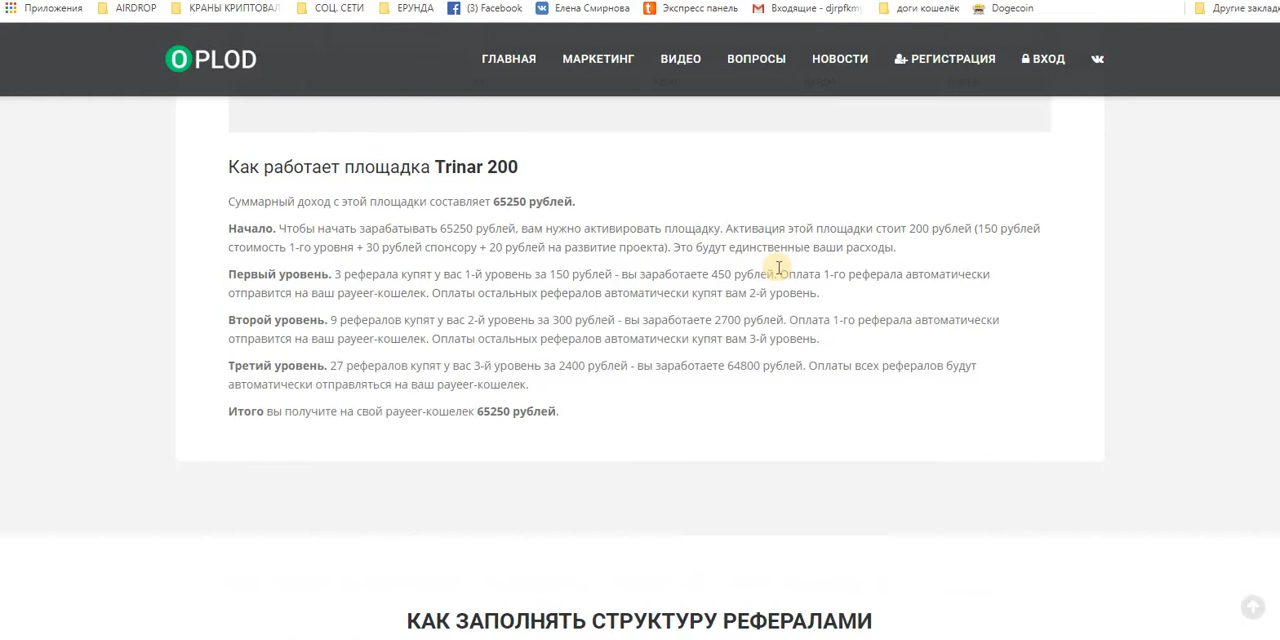 Приложения AIRDROP КРАНЫ КРИПТОВАЛ СОЦ. СЕТИ ЕРУНДА (3) Facebook Елена Смирнова Экспресс панель Входящие - djrpfkmy доги кошелёк Dogecoin Другие закладк
OPLOD ГЛАВНАЯ МАРКЕТИНГ ВИДЕО ВОПРОСЫ НОВОСТИ РЕГИСТРАЦИЯ ВХОД
Как работает площадка Trinar 200
Суммарный доход с этой площадки составляет 65250 рублей.
Начало. Чтобы начать зарабатывать 65250 рублей, вам нужно активировать площадку. Активация этой площадки стоит 200 рублей (150 рублей
стоимость 1-го уровня + 30 рублей спонсору + 20 рублей на развитие проекта). Это будут единственные ваши расходы.
Первый уровень. 3 реферала купят у вас 1-й уровень за 150 рублей - вы заработаете 450 рублей. Оплата 1-го реферала автоматически
отправится на ваш payeer-кошелек. Оплаты остальных рефералов автоматически купят вам 2-й уровень.
Второй уровень. 9 рефералов купят у вас 2-й уровень за 300 рублей - вы заработаете 2700 рублей. Оплата 1-го реферала автоматически
отправится на ваш payeer-кошелек. Оплаты остальных рефералов автоматически купят вам 3-й уровень.
Третий уровень. 27 рефералов купят у вас 3-й уровень за 2400 рублей - вы заработаете 64800 рублей. Оплаты всех рефералов будут
автоматически отправляться на ваш payeer-кошелек.
Итого вы получите на свой payeer-кошелек 65250 рублей.
КАК ЗАПОЛНЯТЬ СТРУКТУРУ РЕФЕРАЛАМИ